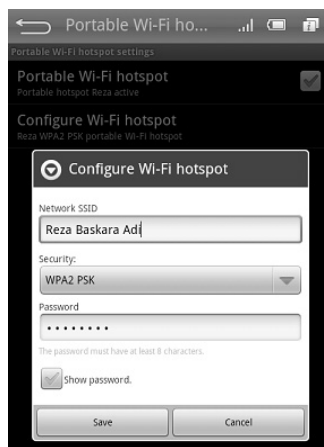 Portable Wi-Fi ho...
Portable Wi-Fi hotspot settings
Portable Wi-Fi hotspot
Portable hotspot Reza active
Configure Wi-Fi hotspot
Reza WPA2 PSK portable Wi-Fi hotspot
Configure Wi-Fi hotspot
Network SSID
Reza Baskara Adi
Security:
WPA2 PSK
Password
••••••••
The password must have at least 8 characters.
Show password.
Save Cancel